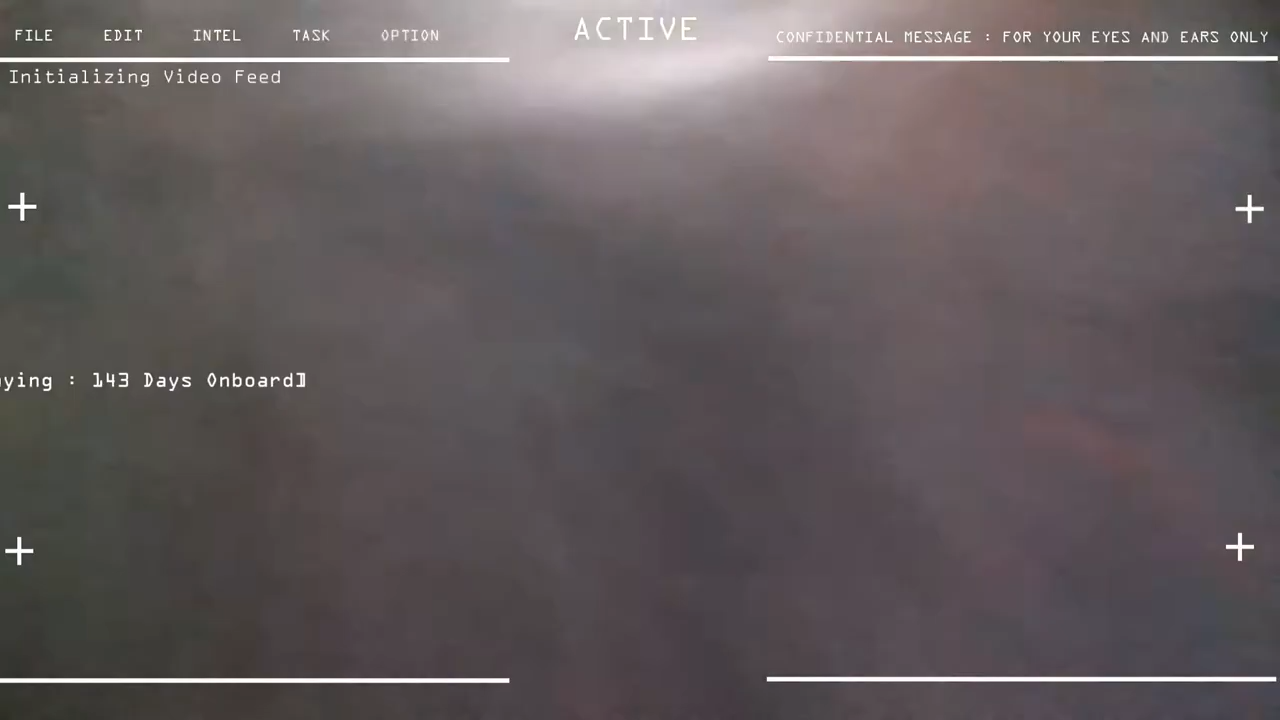 FILE EDIT INTEL TASK OPTION
ACTIVE
CONFIDENTIAL MESSAGE : FOR YOUR EYES AND EARS ONLY
Initializing Video Feed
: 143 Days Onboard]